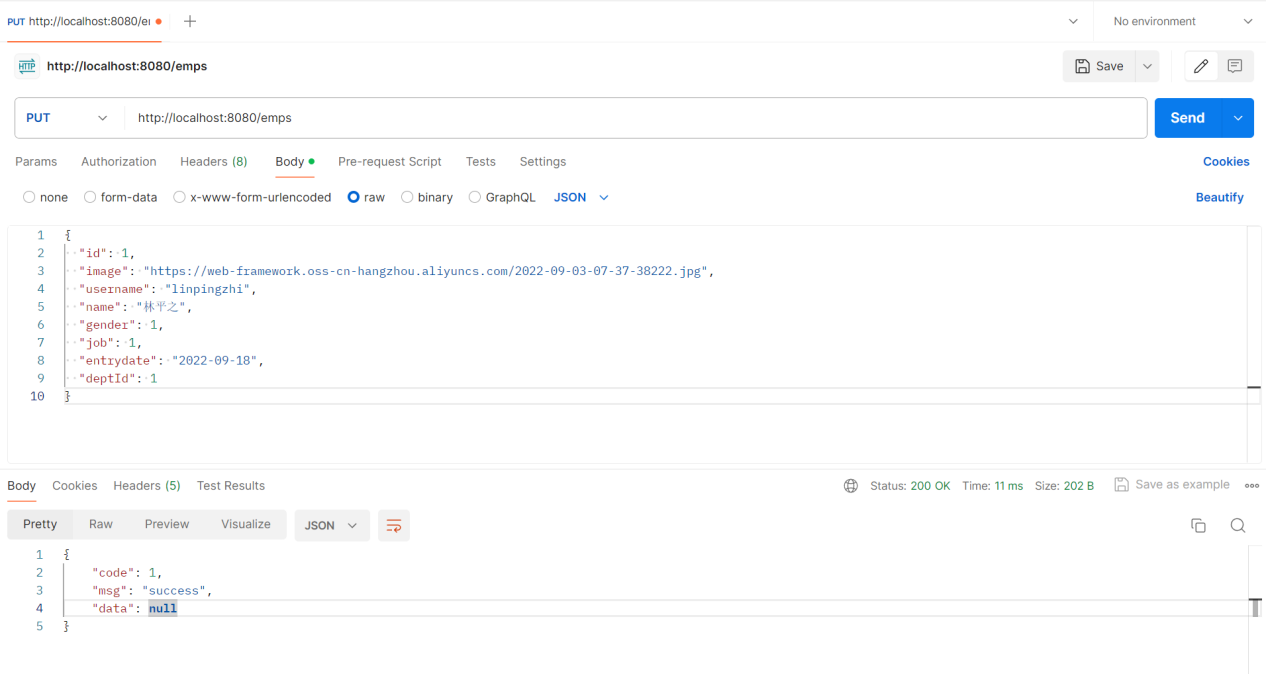 PUT http://localhost:8080/e
No environment
HTTP http://localhost:8080/emps
Save
PUT http://localhost:8080/emps
Send
Params Authorization Headers (8) Body Pre-request Script Tests Settings Cookies
none form-data x-www-form-urlencoded raw binary GraphQL JSON Beautify
1 {
2 "id": 1,
3 "image": "https://web-framework.oss-cn-hangzhou.aliyuncs.com/2022-09-03-07-37-38222.jpg",
4 "username": "linpingzhi",
5 "name": "林平之",
6 "gender": 1,
7 "job": 1,
8 "entrydate": "2022-09-18",
9 "deptId": 1
10 }
Body Cookies Headers (5) Test Results Status: 200 OK Time: 11 ms Size: 202 B Save as example
Pretty Raw Preview Visualize JSON
1 {
2 "code": 1,
3 "msg": "success",
4 "data": null
5 }